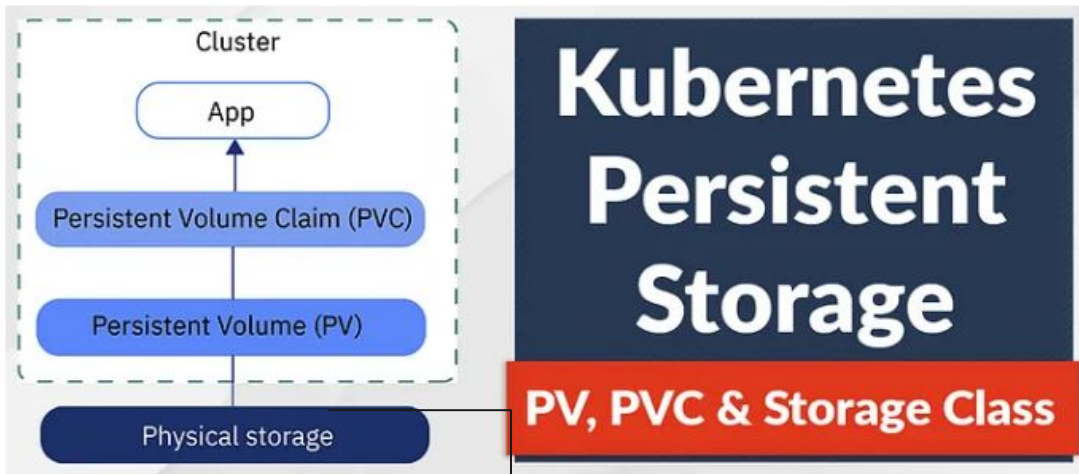 Cluster
App
Persistent Volume Claim (PVC)
Persistent Volume (PV)
Physical storage
Kubernetes
Persistent
Storage
PV, PVC & Storage Class